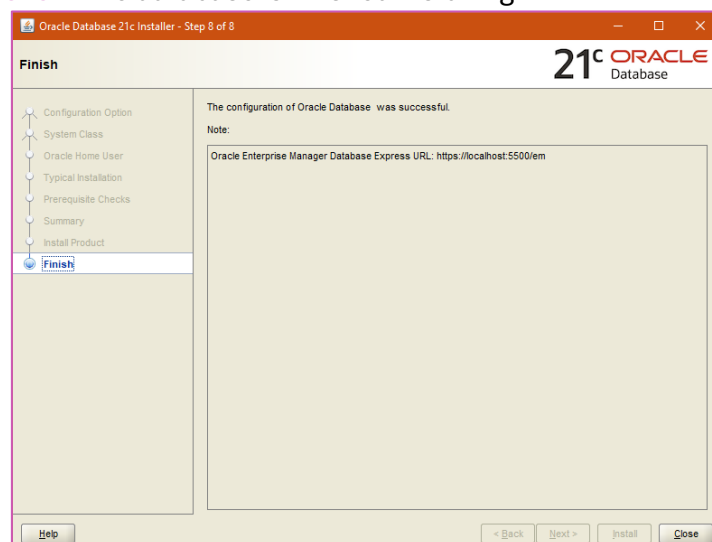 Oracle Database 21c Installer - Step 8 of 8
Finish
21c ORACLE
Database
Configuration Option
System Class
Oracle Home User
Typical Installation
Prerequisite Checks
Summary
Install Product
Finish
The configuration of Oracle Database was successful.
Note:
Oracle Enterprise Manager Database Express URL: https://localhost:5500/em
Help
< Back
Next >
Install
Close